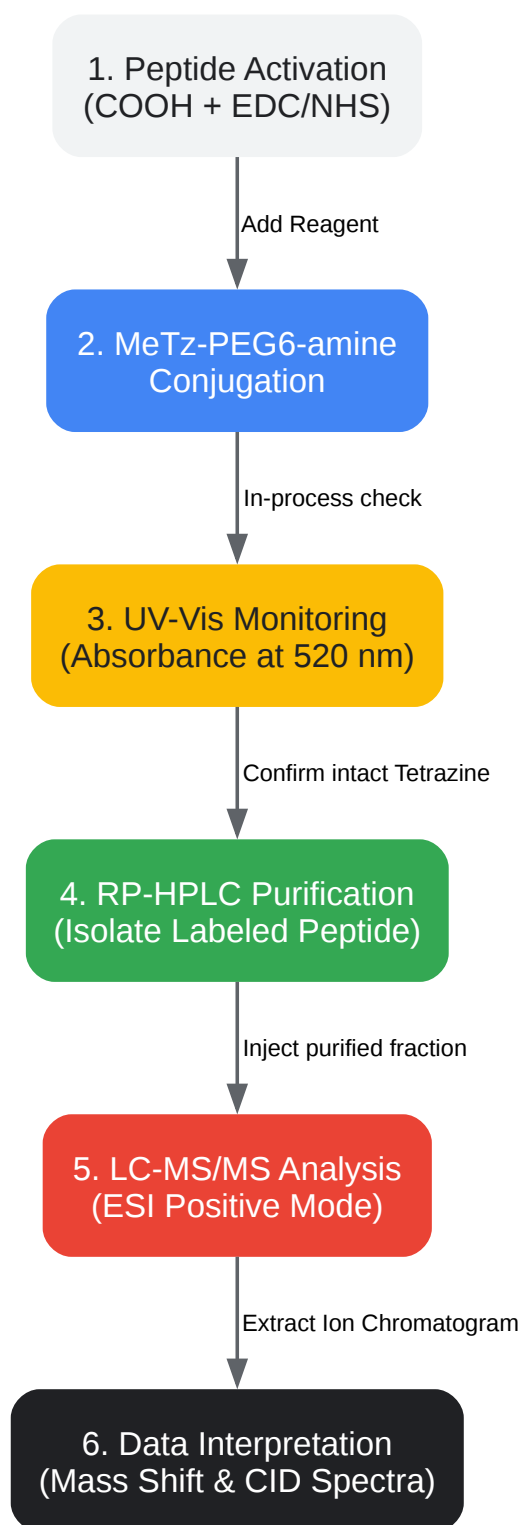 1. Peptide Activation
(COOH + EDC/NHS)
Add Reagent
2. MeTz-PEG6-amine
Conjugation
In-process check
3. UV-Vis Monitoring
(Absorbance at 520 nm)
Confirm intact Tetrazine
4. RP-HPLC Purification
(Isolate Labeled Peptide)
Inject purified fraction
5. LC-MS/MS Analysis
(ESI Positive Mode)
Extract Ion Chromatogram
6. Data Interpretation
(Mass Shift & CID Spectra)